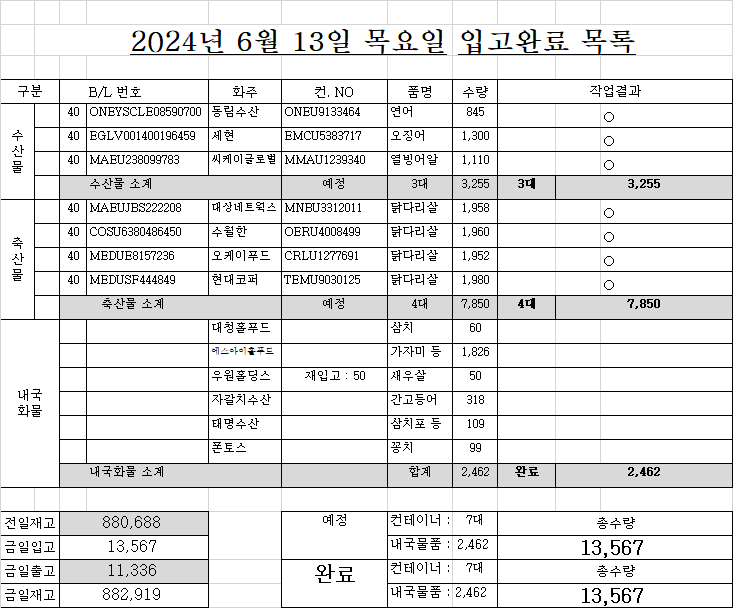 2024년 6월 13일 목요일 입고완료 목록
구분 B/L 번호 화주 컨. NO 품명 수량 작업결과
수산물
40 ONEYSCLE08590700 동림수산 ONEU9133464 연어 845 ○
40 EGLV001400196459 세현 EMCU5383717 오징어 1,300 ○
40 MAEU238099783 씨케이글로벌 MMAU1239340 열빙어알 1,110 ○
수산물 소계 예정 3대 3,255 3대 3,255
축산물
40 MAEUJBS222208 대상네트웍스 MNBU3312011 닭다리살 1,958 ○
40 COSU6380486450 수월한 OERU4008499 닭다리살 1,960 ○
40 MEDUE8157236 오케이푸드 CRLU1277691 닭다리살 1,952 ○
40 MEDUSF444849 현대코퍼 TEMU9030125 닭다리살 1,980 ○
축산물 소계 예정 4대 7,850 4대 7,850
내국화물
대청홀푸드 삼치 60
에스아이홀푸드 가자미 등 1,826
우원홀딩스 재입고 : 50 새우살 50
자갈치수산 간고등어 318
태명수산 삼치포 등 109
폰토스 꽁치 99
내국화물 소계 합계 2,462 완료 2,462
전일재고 880,688 예정 컨테이너 : 7대 총수량
금일입고 13,567 내국물품 : 2,462 13,567
금일출고 11,336 완료 컨테이너 : 7대 총수량
금일재고 882,919 내국물품 : 2,462 13,567